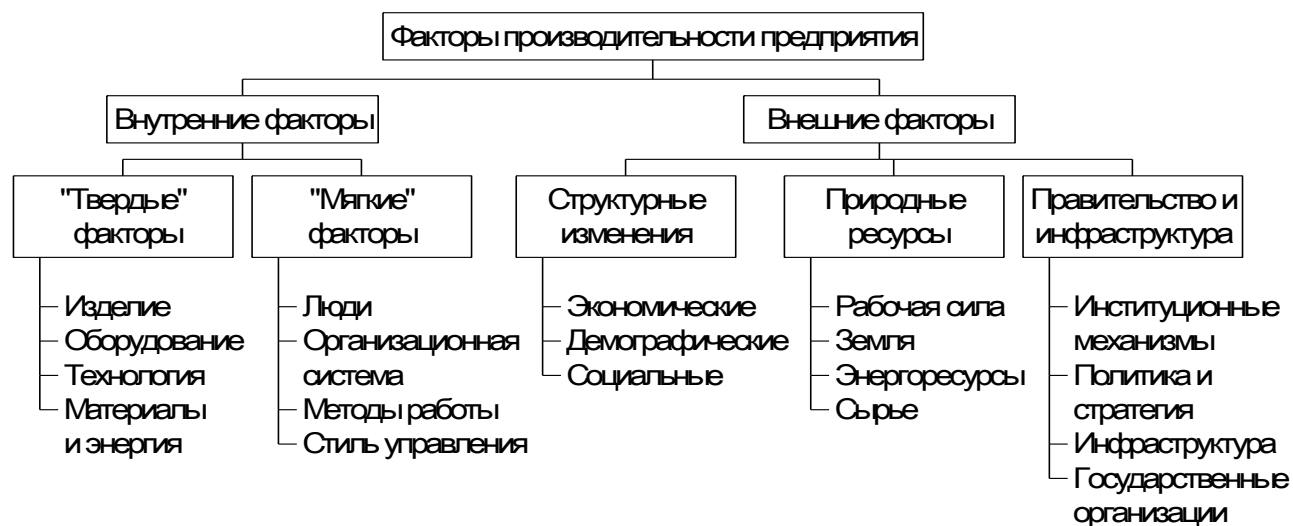 Факторы производительности предприятия
Внутренние факторы
Внешние факторы
"Твердые"
факторы
"Мягкие"
факторы
Структурные
изменения
Природные
ресурсы
Правительство и
инфраструктура
Изделие
Оборудование
Технология
Материалы
и энергия
Люди
Организационная
система
Методы работы
Стиль управления
Экономические
Демографические
Социальные
Рабочая сила
Земля
Энергоресурсы
Сырье
Институционные
механизмы
Политика и
стратегия
Инфраструктура
Государственные
организации